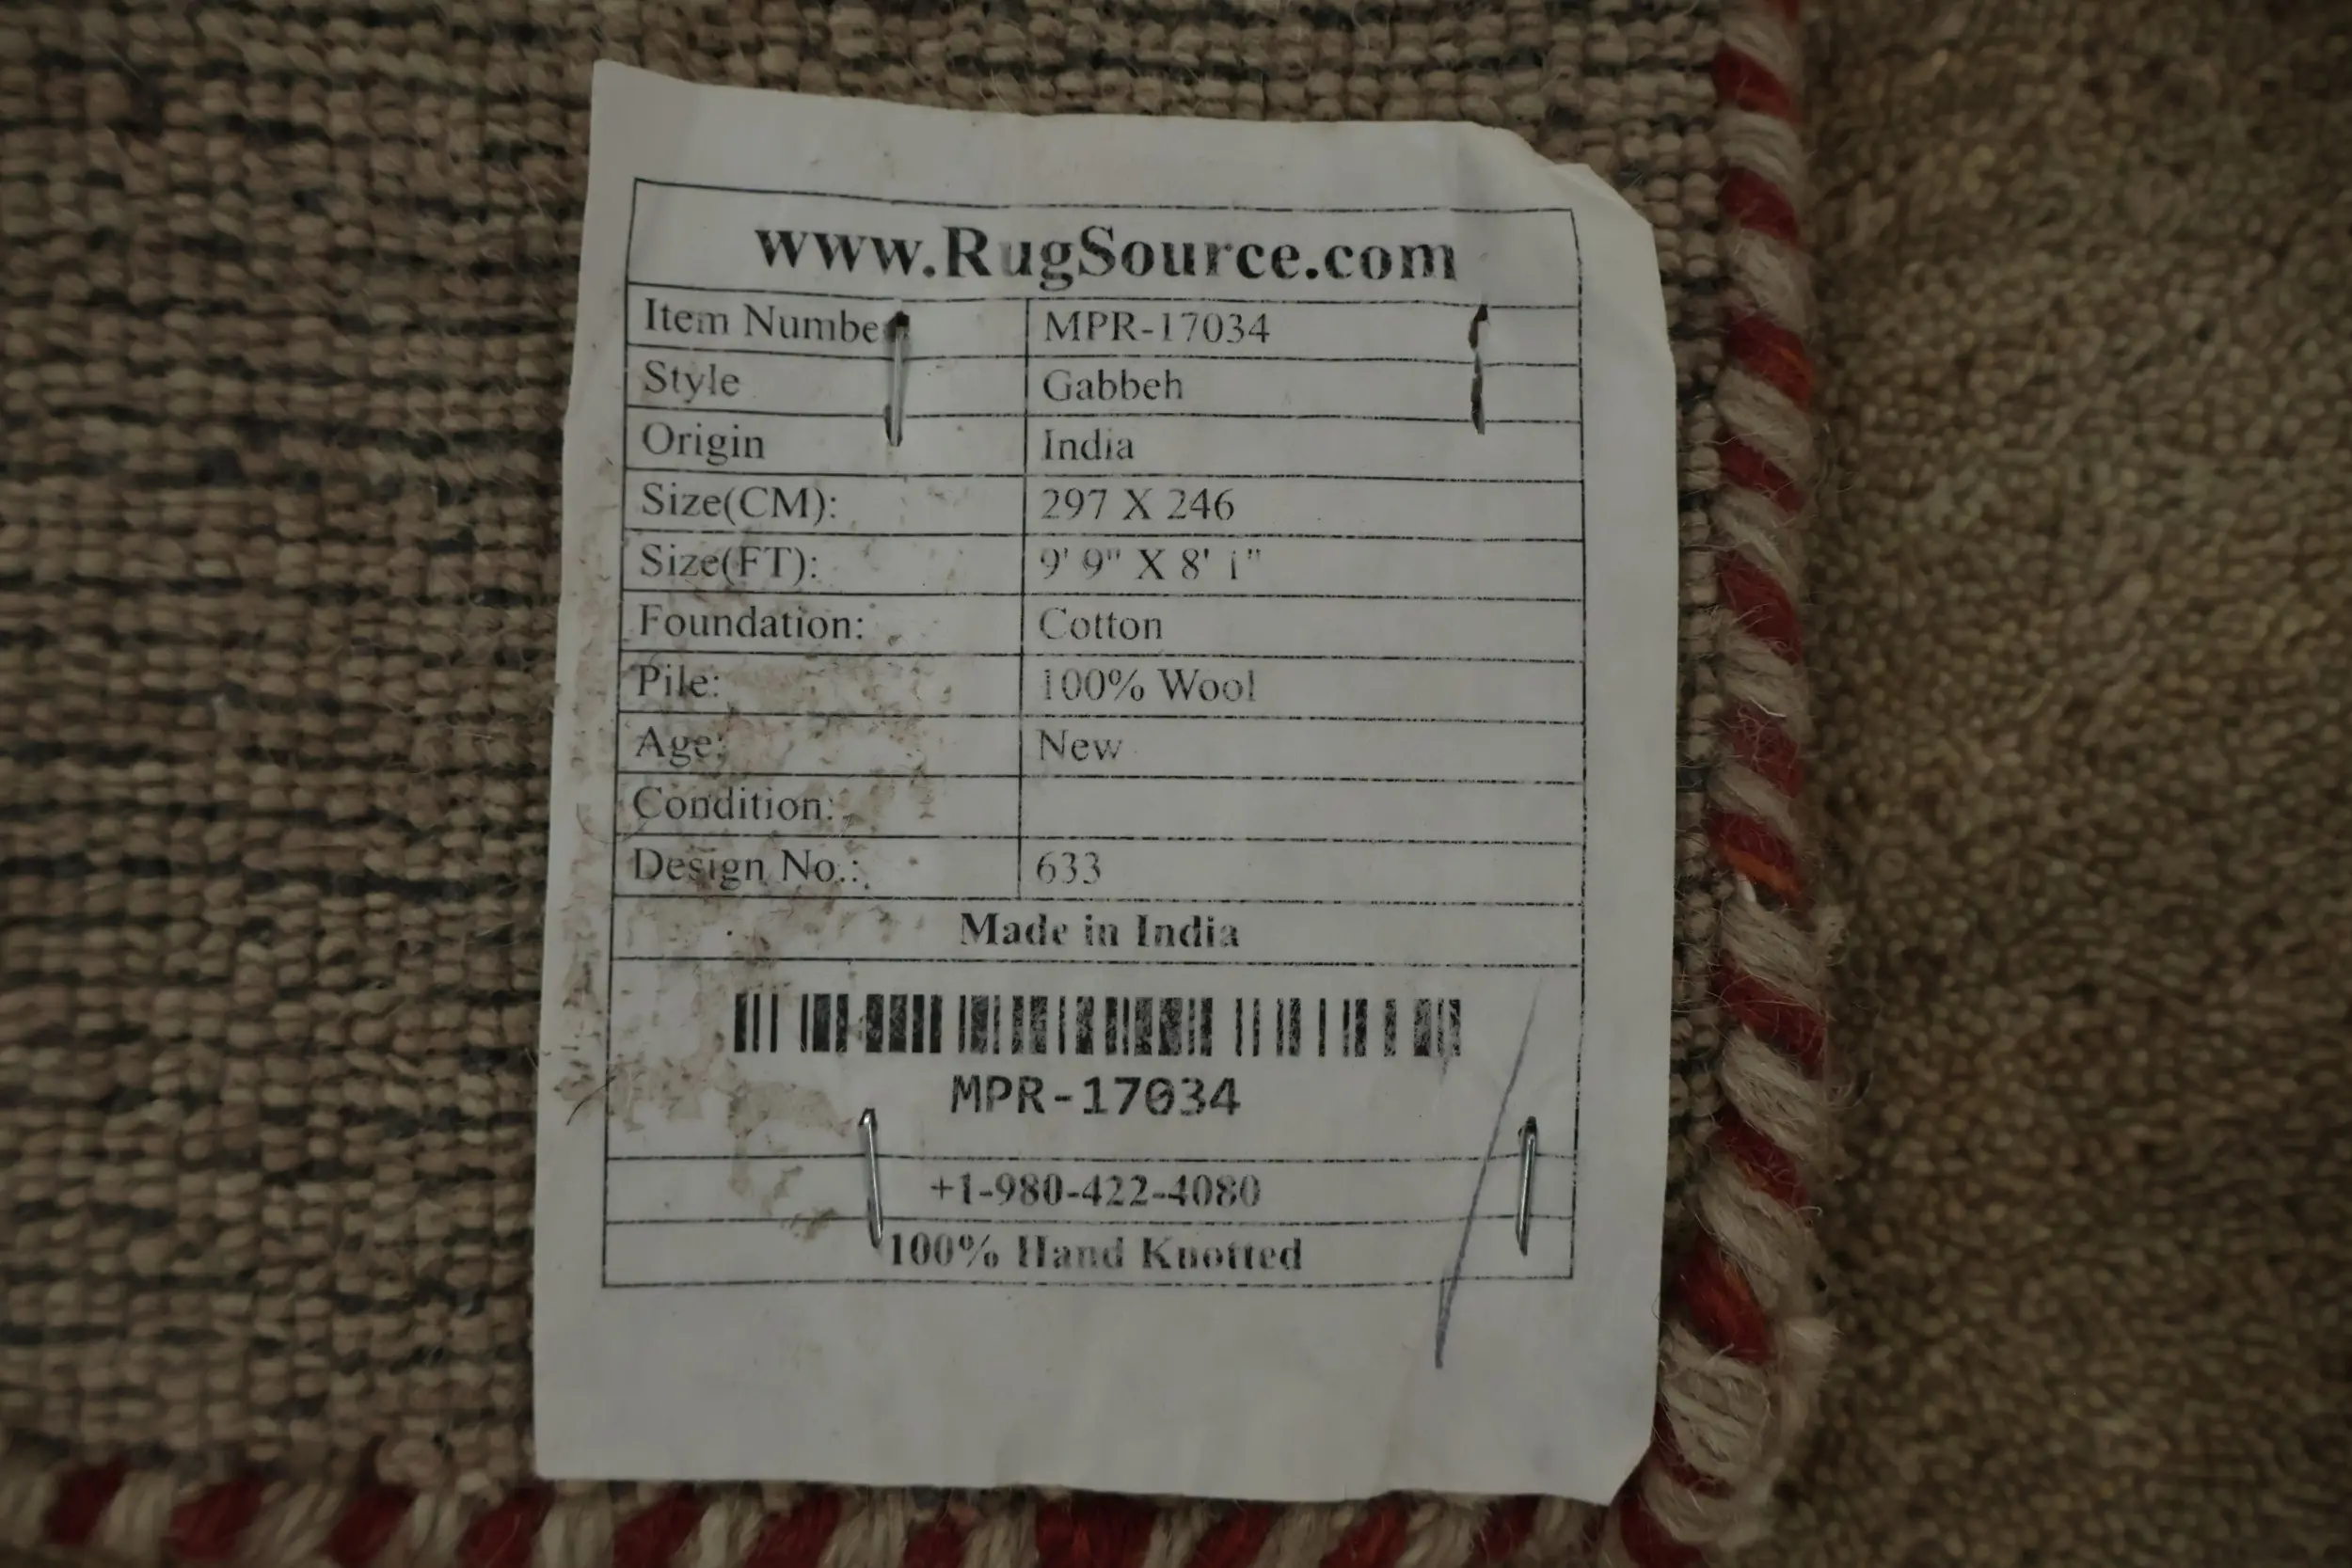 www.RugSource.com
Item Number MPR-17034
Style Gabbeh
Origin India
Size(CM): 297 X 246
Size(FT): 9' 9" X 8' 1"
Foundation: Cotton
Pile: 100% Wool
Age: New
Condition:
Design No.: 633
Made in India
MPR-17034
+1-980-422-4080
100% Hand Knotted